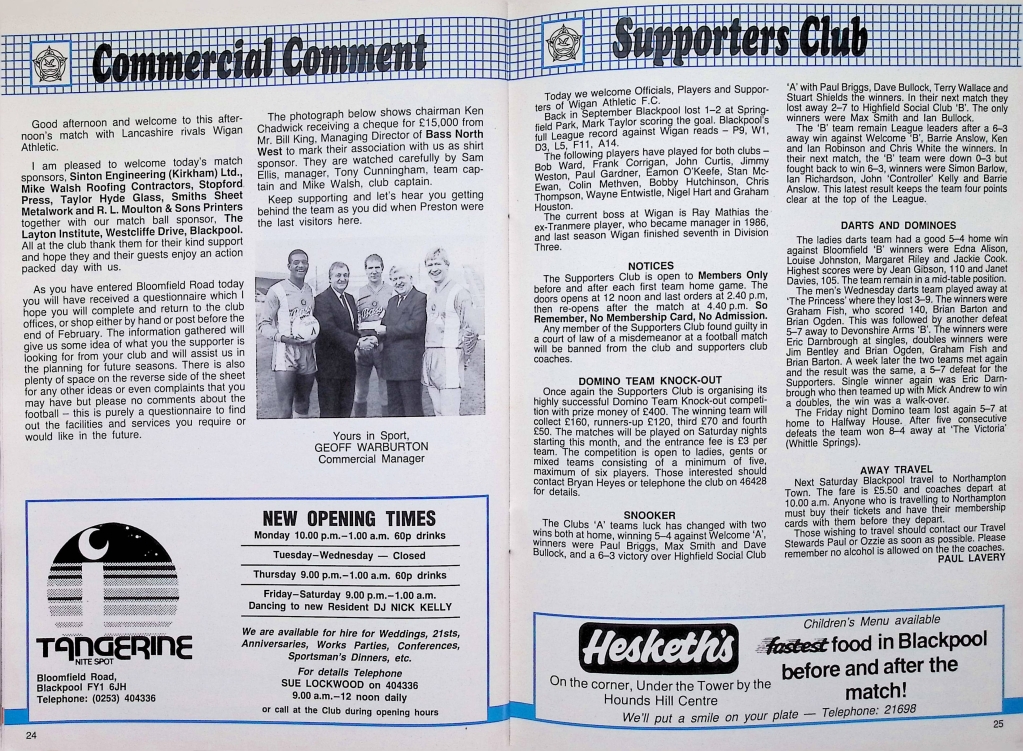 Commercial Comment
Good afternoon and welcome to this after-
noon's match with Lancashire rivals Wigan
Athletic.
I am pleased to welcome today's match
sponsors, Sinton Engineering (Kirkham) Ltd.,
Mike Walsh Roofing Contractors, Stopford
Press, Taylor Hyde Glass, Smiths Sheet
Metalwork and R. L. Moulton & Sons Printers
together with our match ball sponsor, The
Layton Institute, Westcliffe Drive, Blackpool.
All at the club thank them for their kind support
and hope they and their guests enjoy an action
packed day with us.
As you have entered Bloomfield Road today
you will have received a questionnaire which I
hope you will complete and return to the club
offices, or shop either by hand or post before the
end of February. The information gathered will
give us some idea of what you the supporter is
looking for from your club and will assist us in
the planning for future seasons. There is also
plenty of space on the reverse side of the sheet
for any other ideas or even complaints that you
may have but please no comments about the
football – this is purely a questionnaire to find
out the facilities and services you require or
would like in the future.
The photograph below shows chairman Ken
Chadwick receiving a cheque for £15,000 from
Mr. Bill King, Managing Director of Bass North
West to mark their association with us as shirt
sponsor. They are watched carefully by Sam
Ellis, manager, Tony Cunningham, team cap-
tain and Mike Walsh, club captain.
Keep supporting and let's hear you getting
behind the team as you did when Preston were
the last visitors here.
Yours in Sport,
GEOFF WARBURTON
Commercial Manager
TANGERINE
NITE SPOT
Bloomfield Road,
Blackpool FY1 6JH
Telephone: (0253) 404336
NEW OPENING TIMES
Monday 10.00 p.m.–1.00 a.m. 60p drinks
Tuesday–Wednesday — Closed
Thursday 9.00 p.m.–1.00 a.m. 60p drinks
Friday–Saturday 9.00 p.m.–1.00 a.m.
Dancing to new Resident DJ NICK KELLY
We are available for hire for Weddings, 21sts,
Anniversaries, Works Parties, Conferences,
Sportsman's Dinners, etc.
For details Telephone
SUE LOCKWOOD on 404336
9.00 a.m.–12 noon daily
or call at the Club during opening hours
24
Supporters Club
Today we welcome Officials, Players and Suppor-
ters of Wigan Athletic F.C.
Back in September Blackpool lost 1–2 at Spring-
field Park, Mark Taylor scoring the goal. Blackpool's
full League record against Wigan reads – P9, W1,
D3, L5, F11, A14.
The following players have played for both clubs –
Bob Ward, Frank Corrigan, John Curtis, Jimmy
Weston, Paul Gardner, Eamon O'Keefe, Stan Mc-
Ewan, Colin Methven, Bobby Hutchinson, Chris
Thompson, Wayne Entwistle, Nigel Hart and Graham
Houston.
The current boss at Wigan is Ray Mathias the
ex-Tranmere player, who became manager in 1986,
and last season Wigan finished seventh in Division
Three.
NOTICES
The Supporters Club is open to Members Only
before and after each first team home game. The
doors opens at 12 noon and last orders at 2.40 p.m,
then re-opens after the match at 4.40 p.m. So
Remember, No Membership Card, No Admission.
Any member of the Supporters Club found guilty in
a court of law of a misdemeanor at a football match
will be banned from the club and supporters club
coaches.
DOMINO TEAM KNOCK-OUT
Once again the Supporters Club is organising its
highly successful Domino Team Knock-out competi-
tion with prize money of £400. The winning team will
collect £160, runners-up £120, third £70 and fourth
£50. The matches will be played on Saturday nights
starting this month, and the entrance fee is £3 per
team. The competition is open to ladies, gents or
mixed teams consisting of a minimum of five,
maximum of six players. Those interested should
contact Bryan Heyes or telephone the club on 46428
for details.
SNOOKER
The Clubs 'A' teams luck has changed with two
wins both at home, winning 5–4 against Welcome 'A',
winners were Paul Briggs, Max Smith and Dave
Bullock, and a 6–3 victory over Highfield Social Club
'A' with Paul Briggs, Dave Bullock, Terry Wallace and
Stuart Shields the winners. In their next match they
lost away 2–7 to Highfield Social Club 'B'. The only
winners were Max Smith and Ian Bullock.
The 'B' team remain League leaders after a 6–3
away win against Welcome 'B', Barrie Anslow, Ken
and Ian Robinson and Chris White the winners. In
their next match, the 'B' team were down 0–3 but
fought back to win 6–3, winners were Simon Barlow,
Ian Richardson, John 'Controller' Kelly and Barrie
Anslow. This latest result keeps the team four points
clear at the top of the League.
DARTS AND DOMINOES
The ladies darts team had a good 5–4 home win
against Bloomfield 'B' winners were Edna Alison,
Louise Johnston, Margaret Riley and Jackie Cook.
Highest scores were by Jean Gibson, 110 and Janet
Davies, 105. The team remain in a mid-table position.
The men's Wednesday darts team played away at
'The Princess' where they lost 3–9. The winners were
Graham Fish, who scored 140, Brian Barton and
Brian Ogden. This was followed by another defeat
5–7 away to Devonshire Arms 'B'. The winners were
Eric Darnbrough at singles, doubles winners were
Jim Bentley and Brian Ogden, Graham Fish and
Brian Barton. A week later the two teams met again
and the result was the same, a 5–7 defeat for the
Supporters. Single winner again was Eric Darn-
brough who then teamed up with Mick Andrew to win
a doubles, the win was a walk-over.
The Friday night Domino team lost again 5–7 at
home to Halfway House. After five consecutive
defeats the team won 8–4 away at 'The Victoria'
(Whittle Springs).
AWAY TRAVEL
Next Saturday Blackpool travel to Northampton
Town. The fare is £5.50 and coaches depart at
10.00 a.m. Anyone who is travelling to Northampton
must buy their tickets and have their membership
cards with them before they depart.
Those wishing to travel should contact our Travel
Stewards Paul or Ozzie as soon as possible. Please
remember no alcohol is allowed on the the coaches.
PAUL LAVERY
Hesketh's
On the corner, Under the Tower by the
Hounds Hill Centre
Children's Menu available
fastest food in Blackpool
before and after the
match!
We'll put a smile on your plate — Telephone: 21698
25